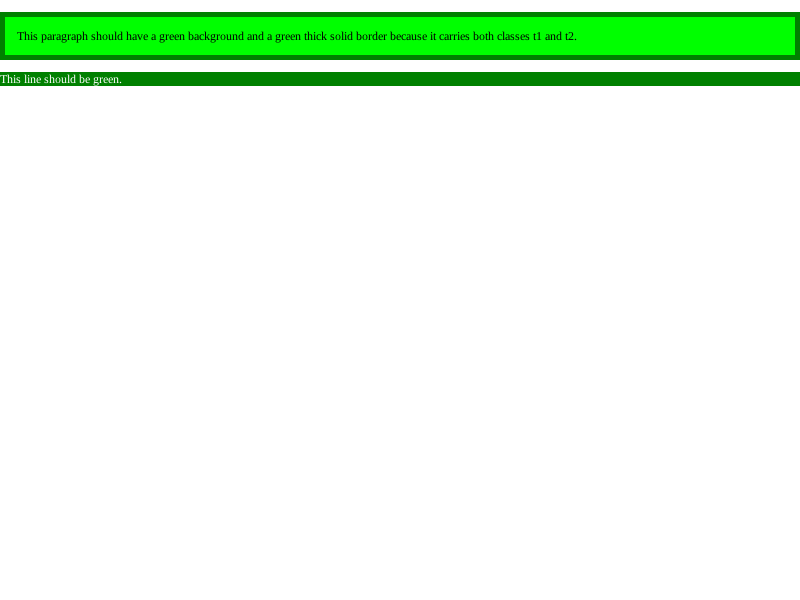 This paragraph should have a green background and a green thick solid border because it carries both classes t1 and t2.
This line should be green.